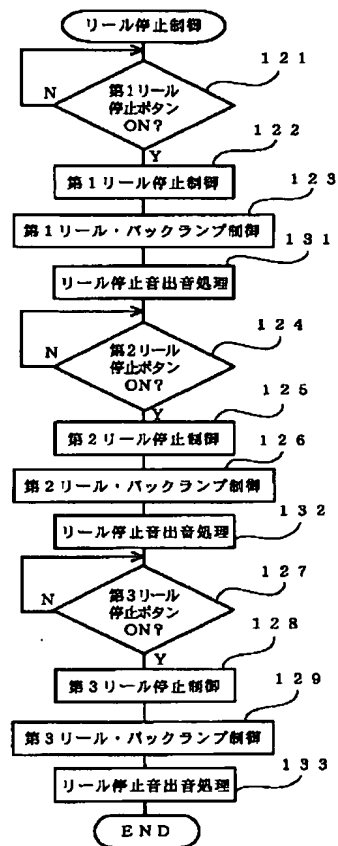 リール停止制御
121
第1リール
停止ボタン
ON?
N
Y
122
第1リール停止制御
123
第1リール・バックランプ制御
131
リール停止音出音処理
124
第2リール
停止ボタン
ON?
N
Y
125
第2リール停止制御
126
第2リール・バックランプ制御
132
リール停止音出音処理
127
第3リール
停止ボタン
ON?
N
Y
128
第3リール停止制御
129
第3リール・バックランプ制御
133
リール停止音出音処理
END